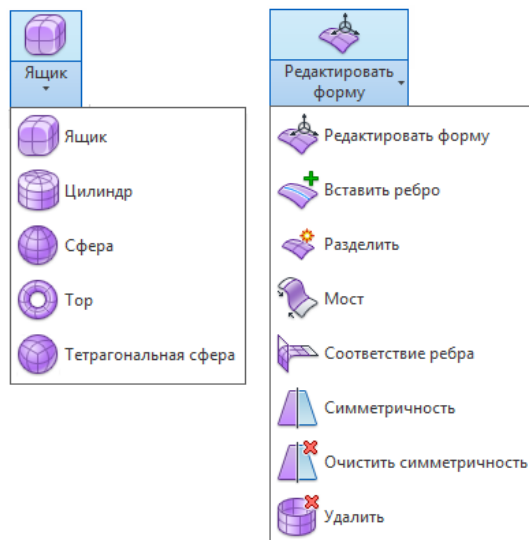 Ящик
Ящик
Цилиндр
Сфера
Тор
Тетрагональная сфера
Редактировать
форму
Редактировать форму
Вставить ребро
Разделить
Мост
Соответствие ребра
Симметричность
Очистить симметричность
Удалить